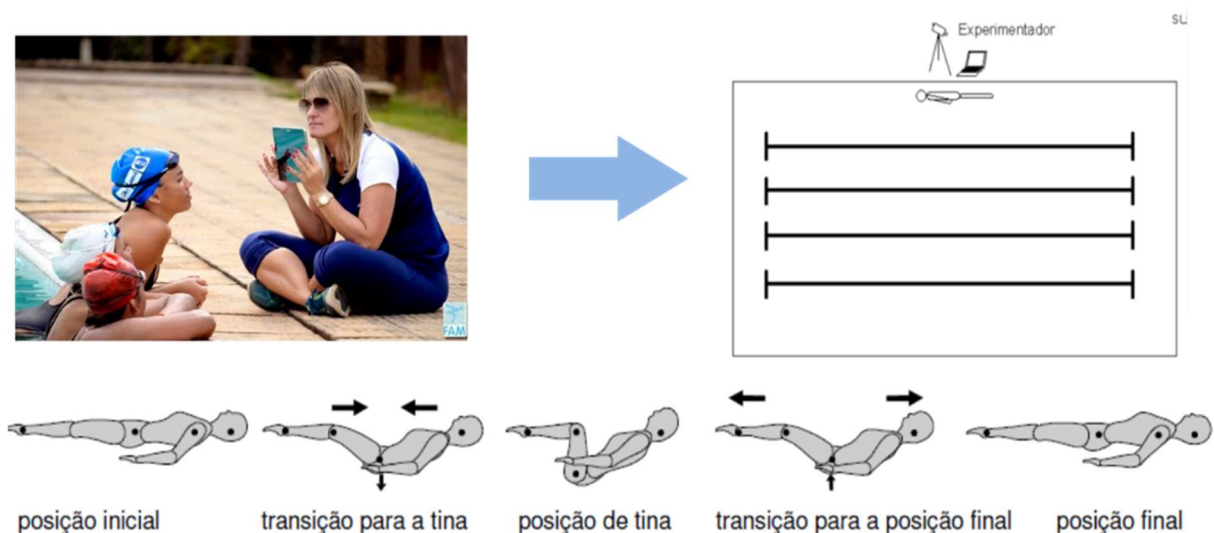 Experimentador
FAM
posição inicial
transição para a tina
posição de tina
transição para a posição final
posição final